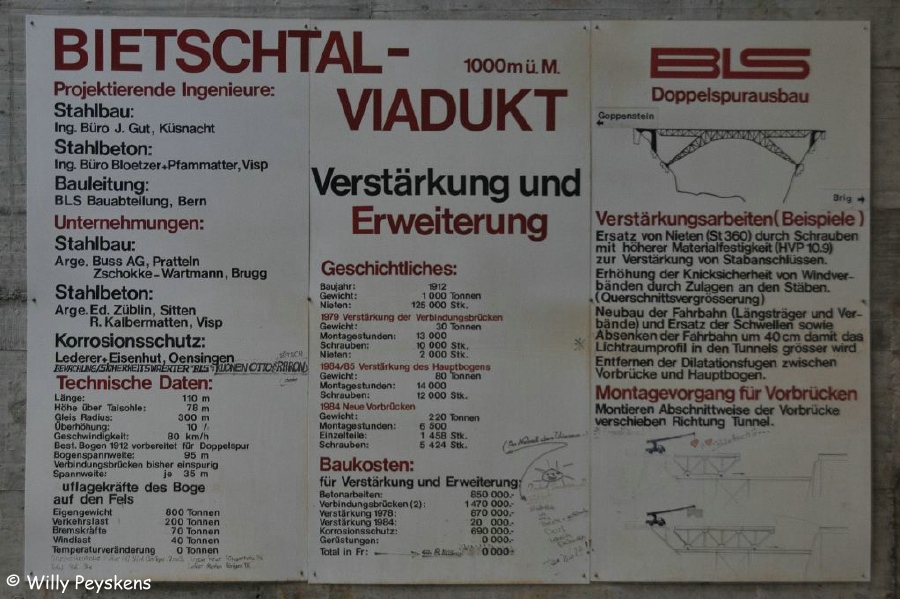 BIETSCHTAL-
1000m ü. M.
VIADUKT
Projektierende Ingenieure:
Stahlbau:
Ing. Büro J. Gut, Küsnacht
Stahlbeton:
Ing. Büro Bloetzer+Pfammatter, Visp
Bauleitung:
BLS Bauabteilung, Bern
Unternehmungen:
Stahlbau:
Arge. Buss AG, Pratteln
Zschokke-Wartmann, Brugg
Stahlbeton:
Arge. Ed. Züblin, Sitten
R. Kalbermatten, Visp
Korrosionsschutz:
Lederer+Eisenhut, Oensingen
Technische Daten:
Länge: 110 m
Höhe über Talsohle: 78 m
Gleis Radius: 300 m
Überhöhung: 10 /
Geschwindigkeit: 80 km/h
Best. Bogen 1912 vorbereitet für Doppelspur
Bogenspannweite: 95 m
Verbindungsbrücken bisher einspurig
Spannweite: je 35 m
uflagekräfte des Boge
auf den Fels
Eigengewicht 800 Tonnen
Verkehrslast 200 Tonnen
Bremskräfte 70 Tonnen
Windlast 40 Tonnen
Temperaturveränderung 0 Tonnen
Verstärkung und
Erweiterung
Geschichtliches:
Baujahr: 1912
Gewicht: 1 000 Tonnen
Nieten: 125 000 Stk.
1979 Verstärkung der Verbindungsbrücken
Gewicht: 30 Tonnen
Montagestunden: 13 000
Schrauben: 10 000 Stk.
Nieten: 2 000 Stk.
1984/85 Verstärkung des Hauptbogens
Gewicht: 80 Tonnen
Montagestunden: 14 000
Schrauben: 12 000 Stk.
1984 Neue Vorbrücken
Gewicht: 220 Tonnen
Montagestunden: 6 500
Einzelteile: 1 458 Stk.
Schrauben: 5 424 Stk.
Baukosten:
für Verstärkung und Erweiterung:
Betonarbeiten: 850 000.-
Verbindungsbrücken (2): 1 470 000.-
Verstärkung 1978: 670 000.-
Verstärkung 1984: 20 000.-
Korrosionsschutz: 690 000.-
Gerüstungen: 0 000.-
Total in Fr: 0 000.-
BLS
Doppelspurausbau
Goppenstein
Brig
Verstärkungsarbeiten (Beispiele)
Ersatz von Nieten (St 360) durch Schrauben
mit höherer Materialfestigkeit (HVP 10.9)
zur Verstärkung von Stabanschlüssen.
Erhöhung der Knicksicherheit von Windver-
bänden durch Zulagen an den Stäben.
(Querschnittsvergrösserung)
Neubau der Fahrbahn (Längsträger und Ver-
bände) und Ersatz der Schwellen sowie
Absenken der Fahrbahn um 40 cm damit das
Lichtraumprofil in den Tunnels grösser wird
Entfernen der Dilatationsfugen zwischen
Vorbrücke und Hauptbogen.
Montagevorgang für Vorbrücken
Montieren Abschnittweise der Vorbrücke
verschieben Richtung Tunnel.
© Willy Peyskens